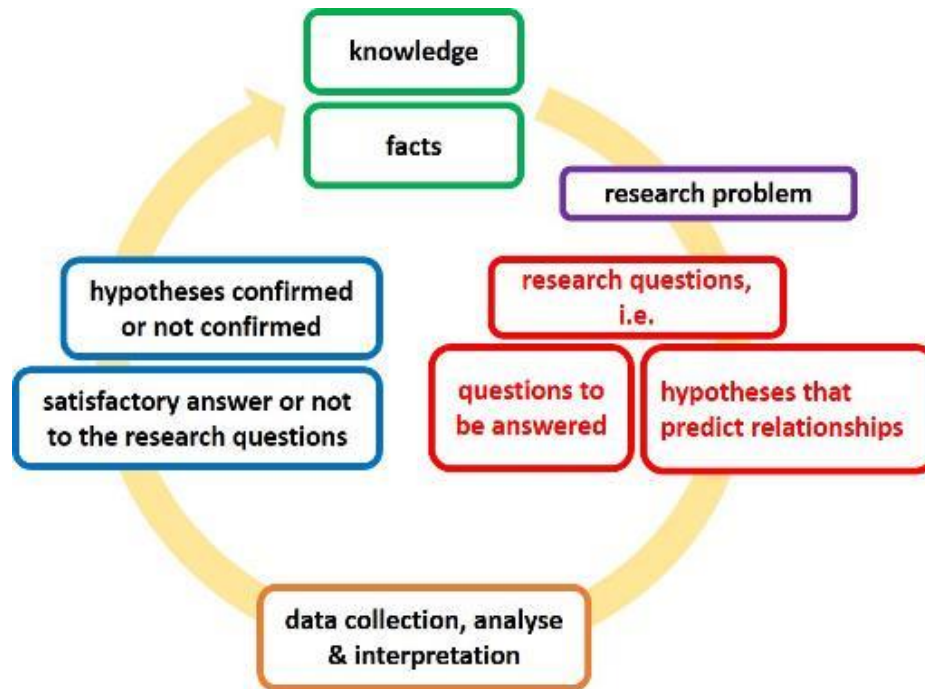 knowledge
facts
research problem
research questions,
i.e.
questions to
be answered
hypotheses that
predict relationships
data collection, analyse
& interpretation
hypotheses confirmed
or not confirmed
satisfactory answer or not
to the research questions